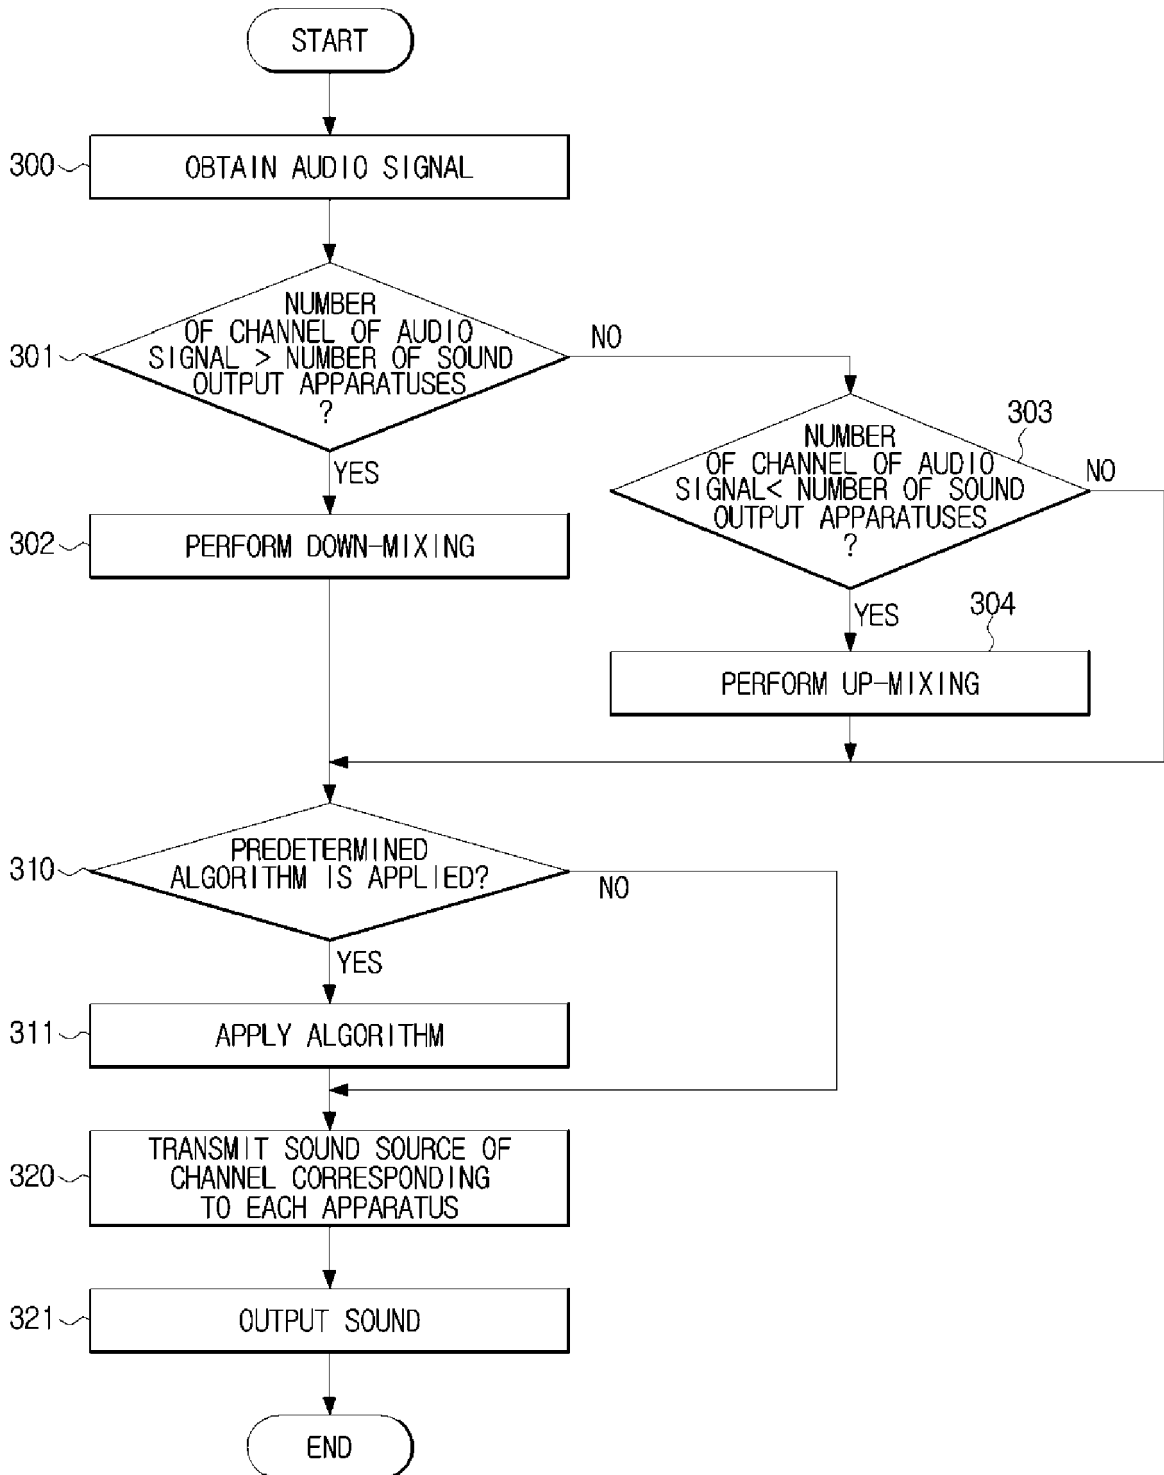 START
300
OBTAIN AUDIO SIGNAL
301
NUMBER
OF CHANNEL OF AUDIO
SIGNAL > NUMBER OF SOUND
OUTPUT APPARATUSES
?
NO
YES
303
NUMBER
OF CHANNEL OF AUDIO
SIGNAL< NUMBER OF SOUND
OUTPUT APPARATUSES
?
NO
YES
302
PERFORM DOWN-MIXING
304
PERFORM UP-MIXING
310
PREDETERMINED
ALGORITHM IS APPLIED?
NO
YES
311
APPLY ALGORITHM
320
TRANSMIT SOUND SOURCE OF
CHANNEL CORRESPONDING
TO EACH APPARATUS
321
OUTPUT SOUND
END